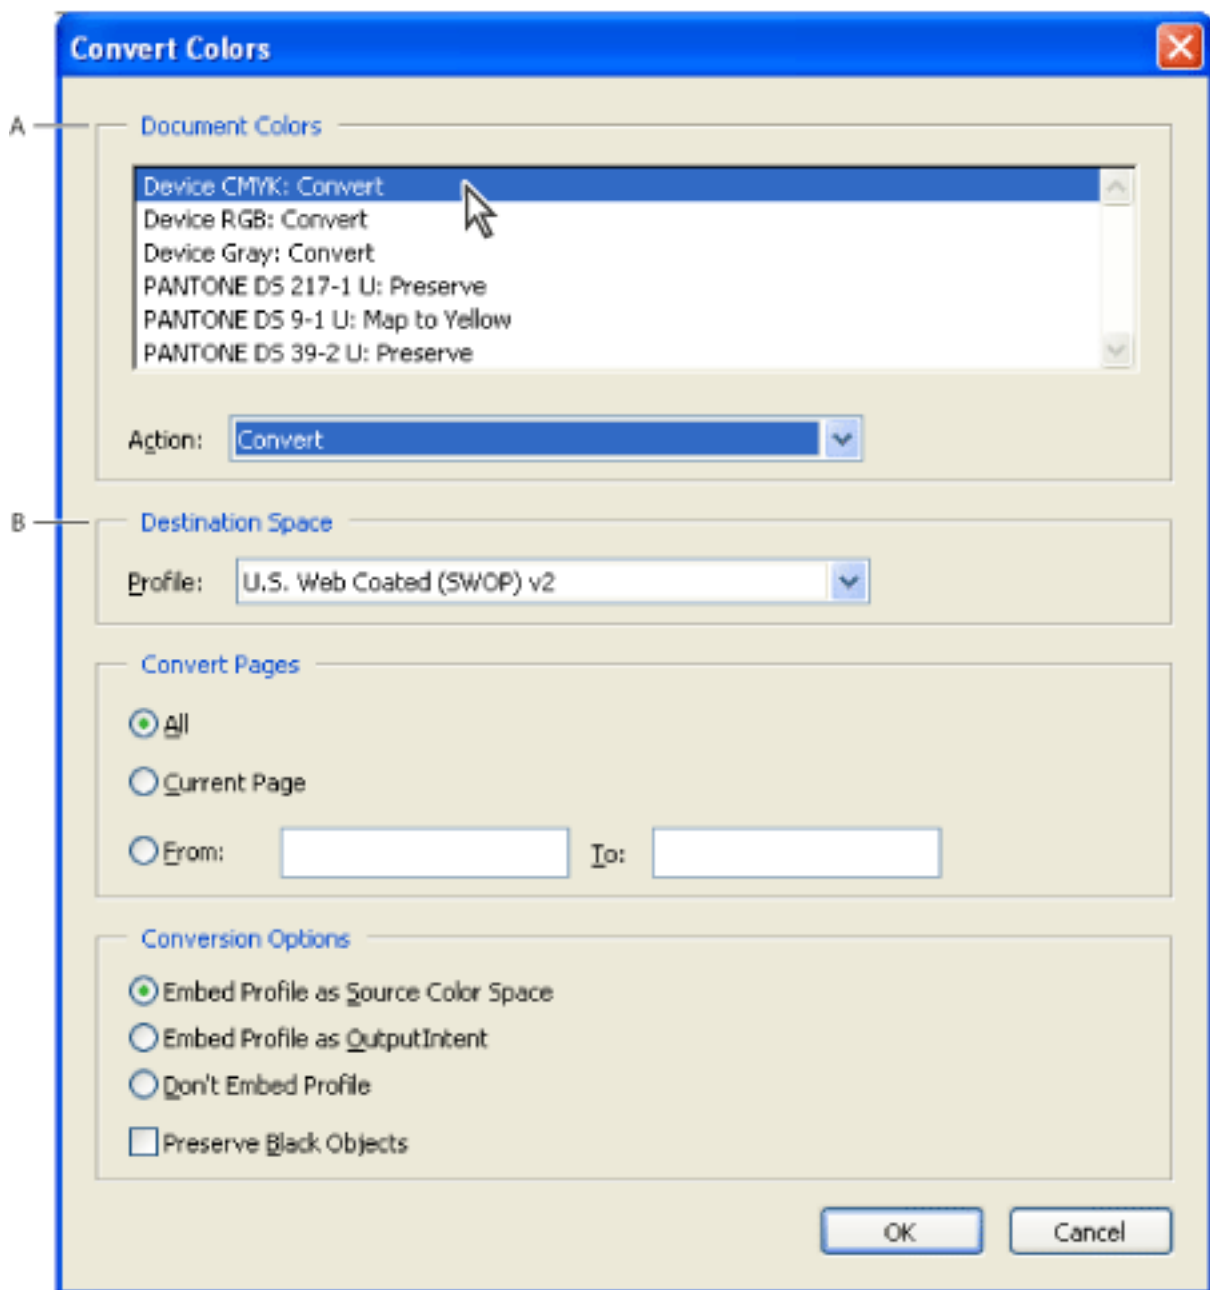 Convert Colors
A
Document Colors
Device CMYK: Convert
Device RGB: Convert
Device Gray: Convert
PANTONE DS 217-1 U: Preserve
PANTONE DS 9-1 U: Map to Yellow
PANTONE DS 39-2 U: Preserve
Action: Convert
B
Destination Space
Profile: U.S. Web Coated (SWOP) v2
Convert Pages
All
Current Page
From: To:
Conversion Options
Embed Profile as Source Color Space
Embed Profile as OutputIntent
Don't Embed Profile
Preserve Black Objects
OK Cancel